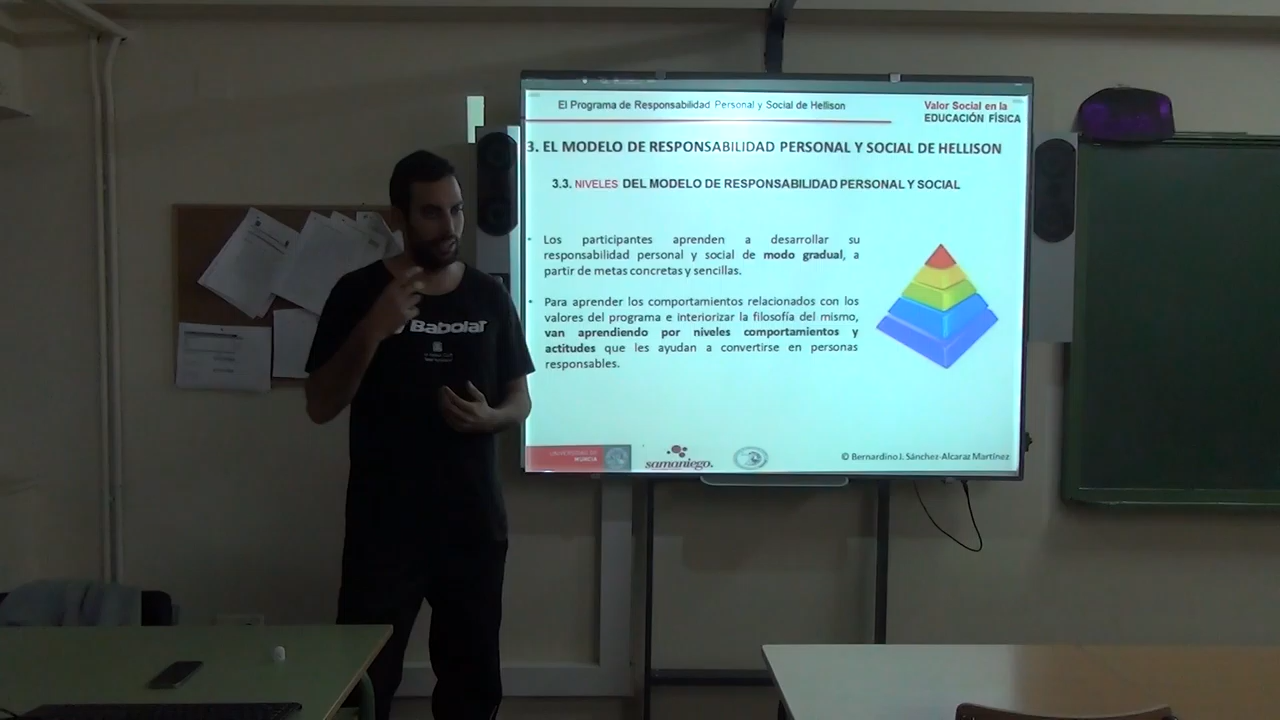 El Programa de Responsabilidad Personal y Social de Hellison
Valor Social en la
EDUCACIÓN FÍSICA
3. EL MODELO DE RESPONSABILIDAD PERSONAL Y SOCIAL DE HELLISON
3.3. NIVELES DEL MODELO DE RESPONSABILIDAD PERSONAL Y SOCIAL
• Los participantes aprenden a desarrollar su
responsabilidad personal y social de modo gradual, a
partir de metas concretas y sencillas.
• Para aprender los comportamientos relacionados con los
valores del programa e interiorizar la filosofía del mismo,
van aprendiendo por niveles comportamientos y
actitudes que les ayudan a convertirse en personas
responsables.
Babolat
UNIVERSIDAD DE
MURCIA
samaniego.
© Bernardino J. Sánchez-Alcaraz Martínez